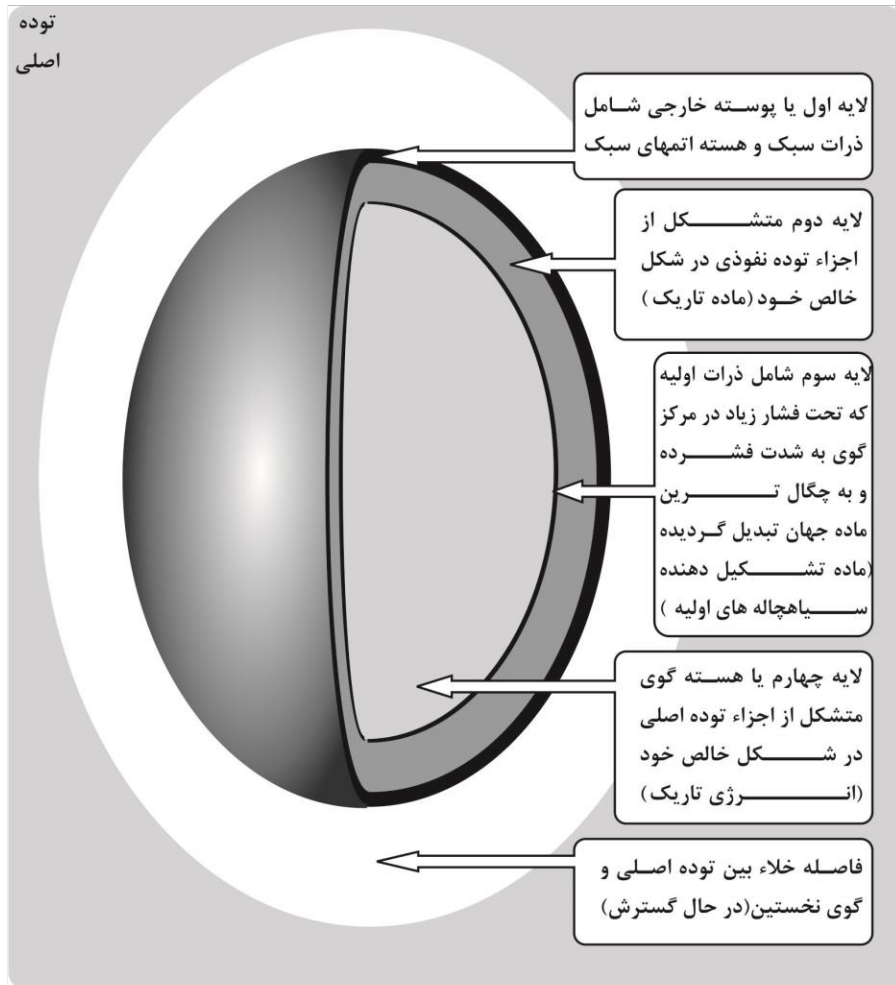 توده
اصلی
لایه اول یا پوسته خارجی شامل
ذرات سبک و هسته اتمهای سبک
لایه دوم متشکل از
اجزاء توده نفوذی در شکل
خالص خود (ماده تاریک)
لایه سوم شامل ذرات اولیه
که تحت فشار زیاد در مرکز
گوی به شدت فشرده
و به چگال ترین
ماده جهان تبدیل گردیده
(ماده تشکیل دهنده
سیاهچاله های اولیه)
لایه چهارم یا هسته گوی
متشکل از اجزاء توده اصلی
در شکل خالص خود
(انرژی تاریک)
فاصله خلاء بین توده اصلی و
گوی نخستین(در حال گسترش)